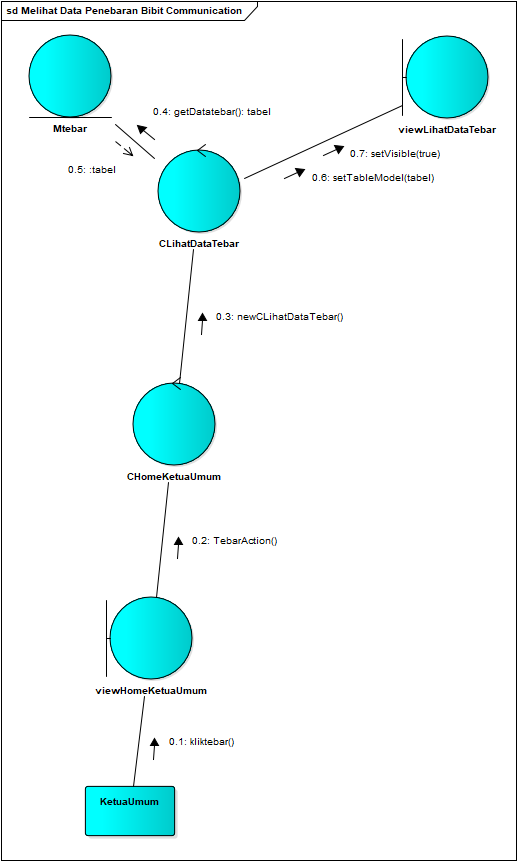 sd Melihat Data Penebaran Bibit Communication
Mtebar
0.4: getDatatebar(): tabel
viewLihatDataTebar
0.5: :tabel
0.7: setVisible(true)
0.6: setTableModel(tabel)
CLihatDataTebar
0.3: newCLihatDataTebar()
CHomeKetuaUmum
0.2: TebarAction()
viewHomeKetuaUmum
0.1: kliktebar()
KetuaUmum